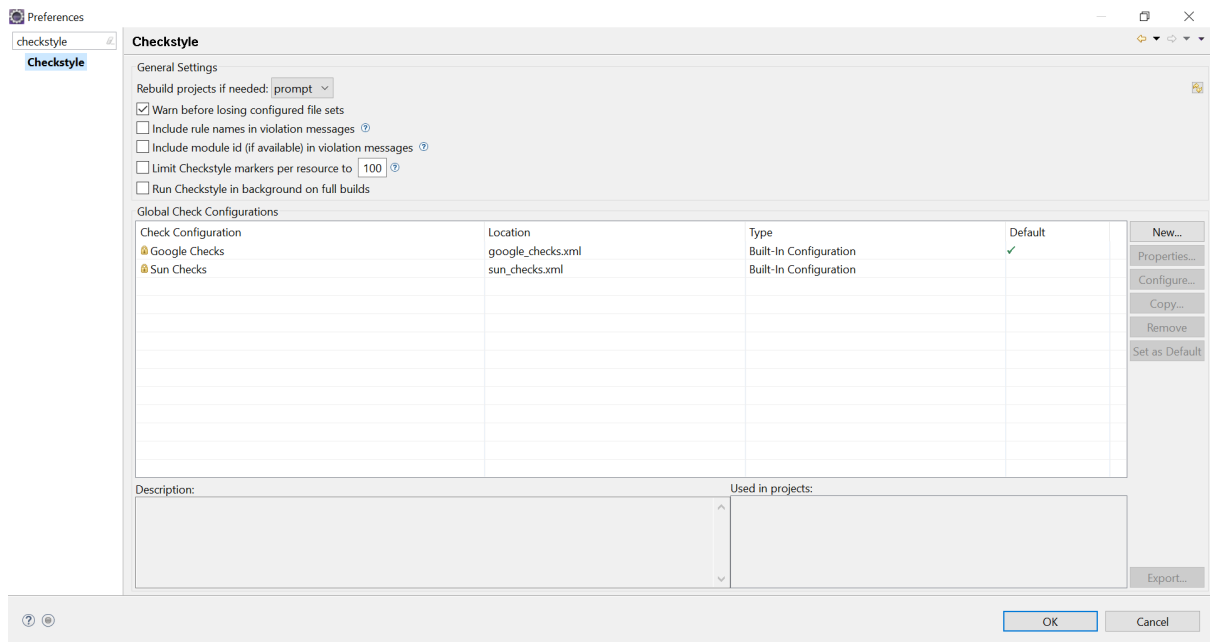 Preferences
checkstyle
Checkstyle
Checkstyle
General Settings
Rebuild projects if needed: prompt
Warn before losing configured file sets
Include rule names in violation messages
Include module id (if available) in violation messages
Limit Checkstyle markers per resource to 100
Run Checkstyle in background on full builds
Global Check Configurations
Check Configuration Location Type Default
Google Checks google_checks.xml Built-In Configuration
Sun Checks sun_checks.xml Built-In Configuration
New...
Properties...
Configure...
Copy...
Remove
Set as Default
Description:
Used in projects:
Export...
OK
Cancel